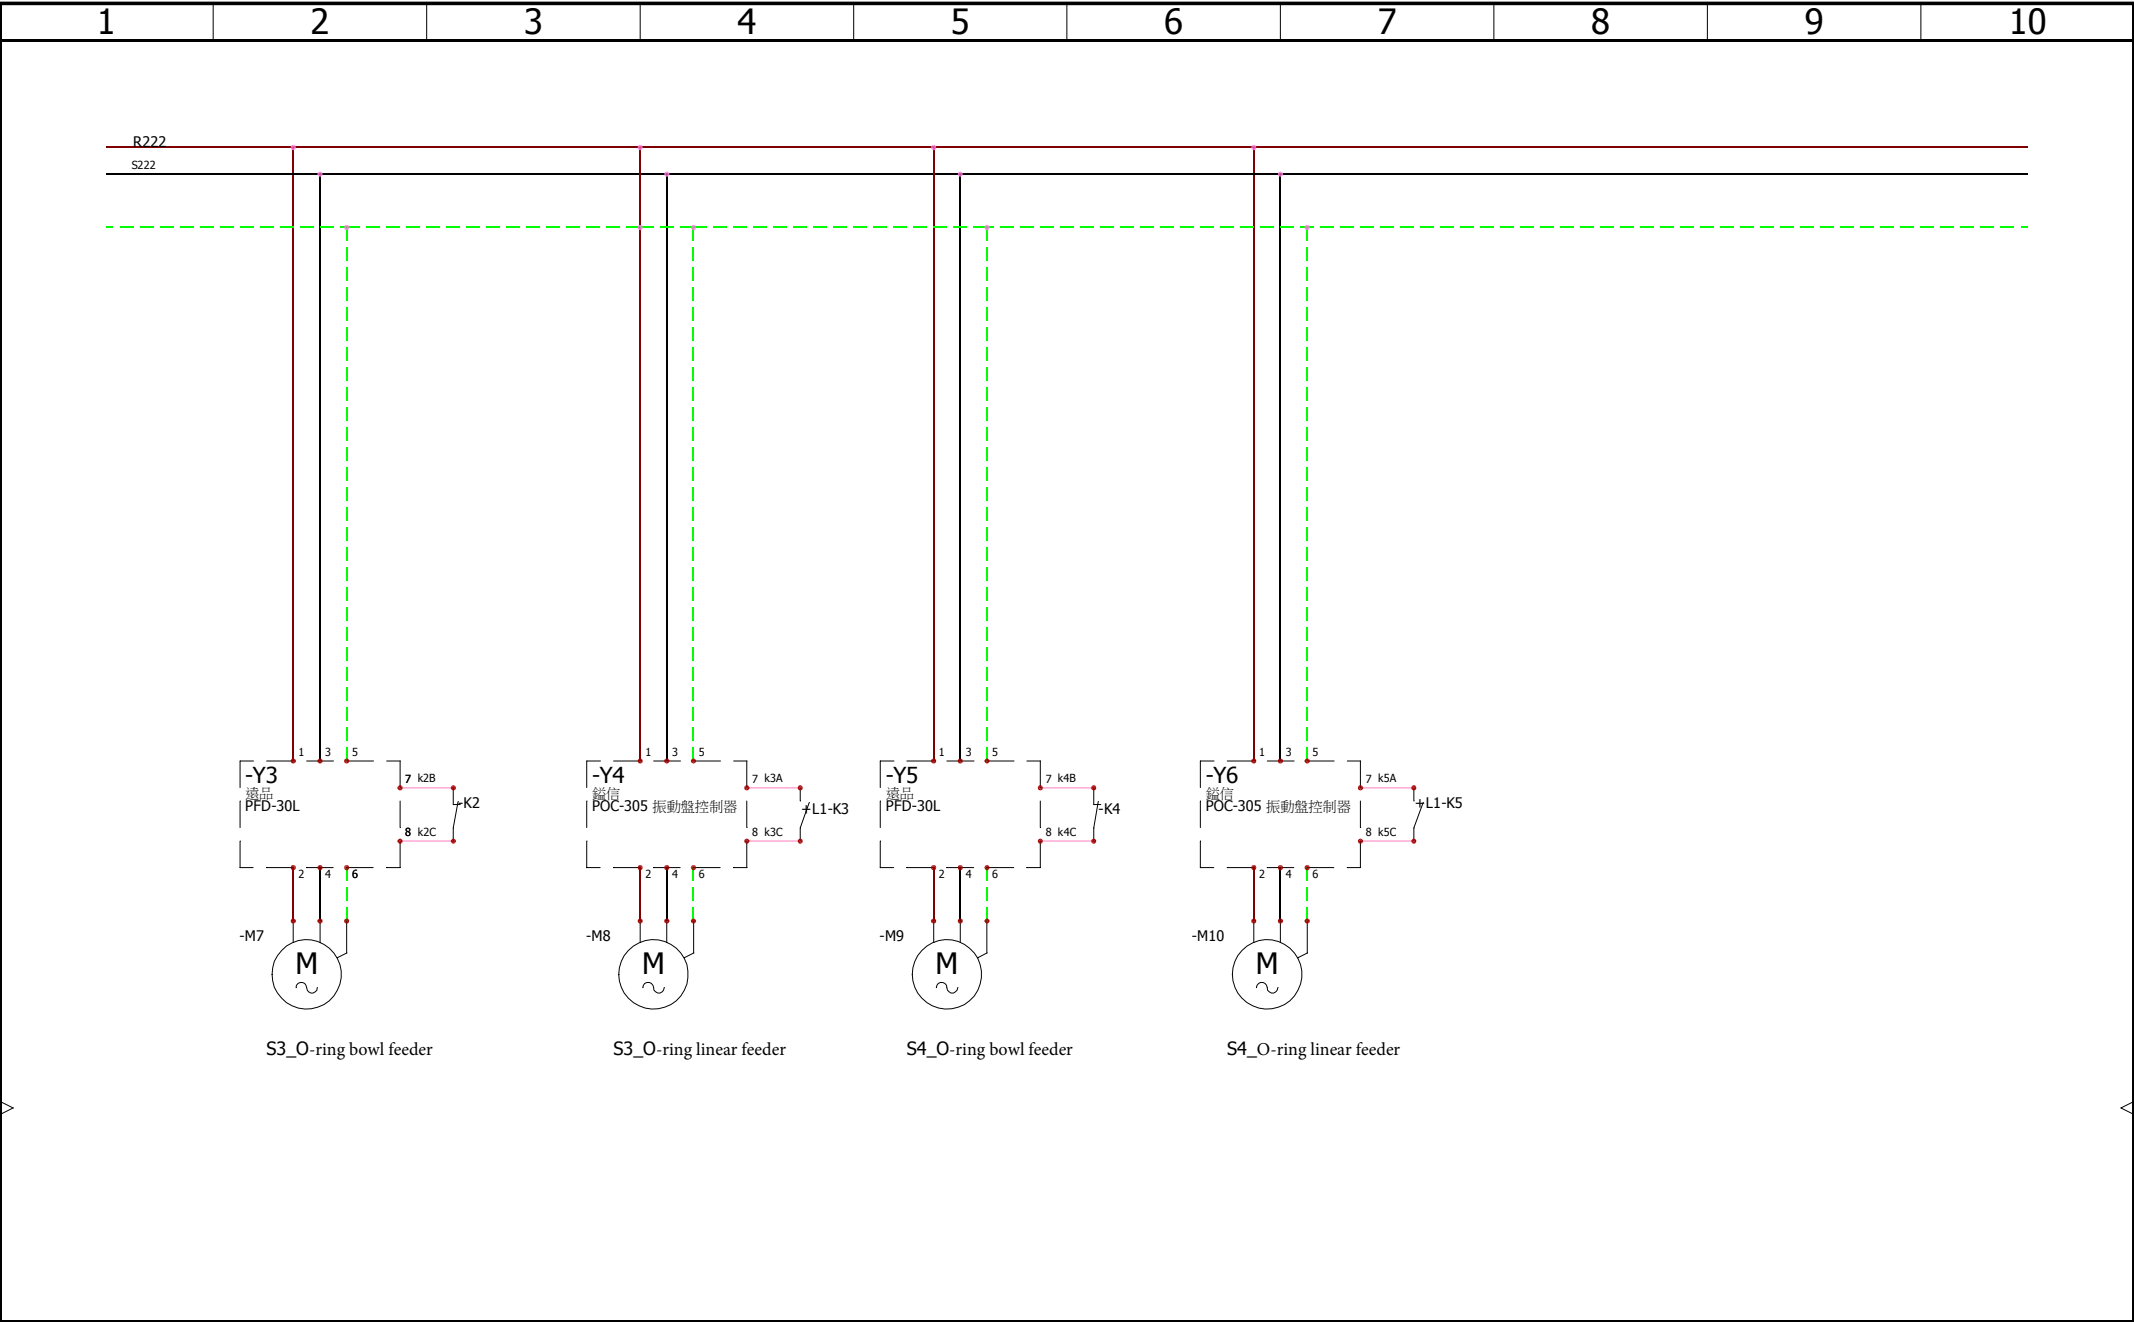 1 2 3 4 5 6 7 8 9 10
R222
S222
1 3 5
-Y3
遠品
PFD-30L
7 k2B
-K2
8 k2C
2 4 6
-M7
M
S3_O-ring bowl feeder
1 3 5
-Y4
鎰信
POC-305 振動盤控制器
7 k3A
+L1-K3
8 k3C
2 4 6
-M8
M
S3_O-ring linear feeder
1 3 5
-Y5
遠品
PFD-30L
7 k4B
-K4
8 k4C
2 4 6
-M9
M
S4_O-ring bowl feeder
1 3 5
-Y6
鎰信
POC-305 振動盤控制器
7 k5A
+L1-K5
8 k5C
2 4 6
-M10
M
S4_O-ring linear feeder